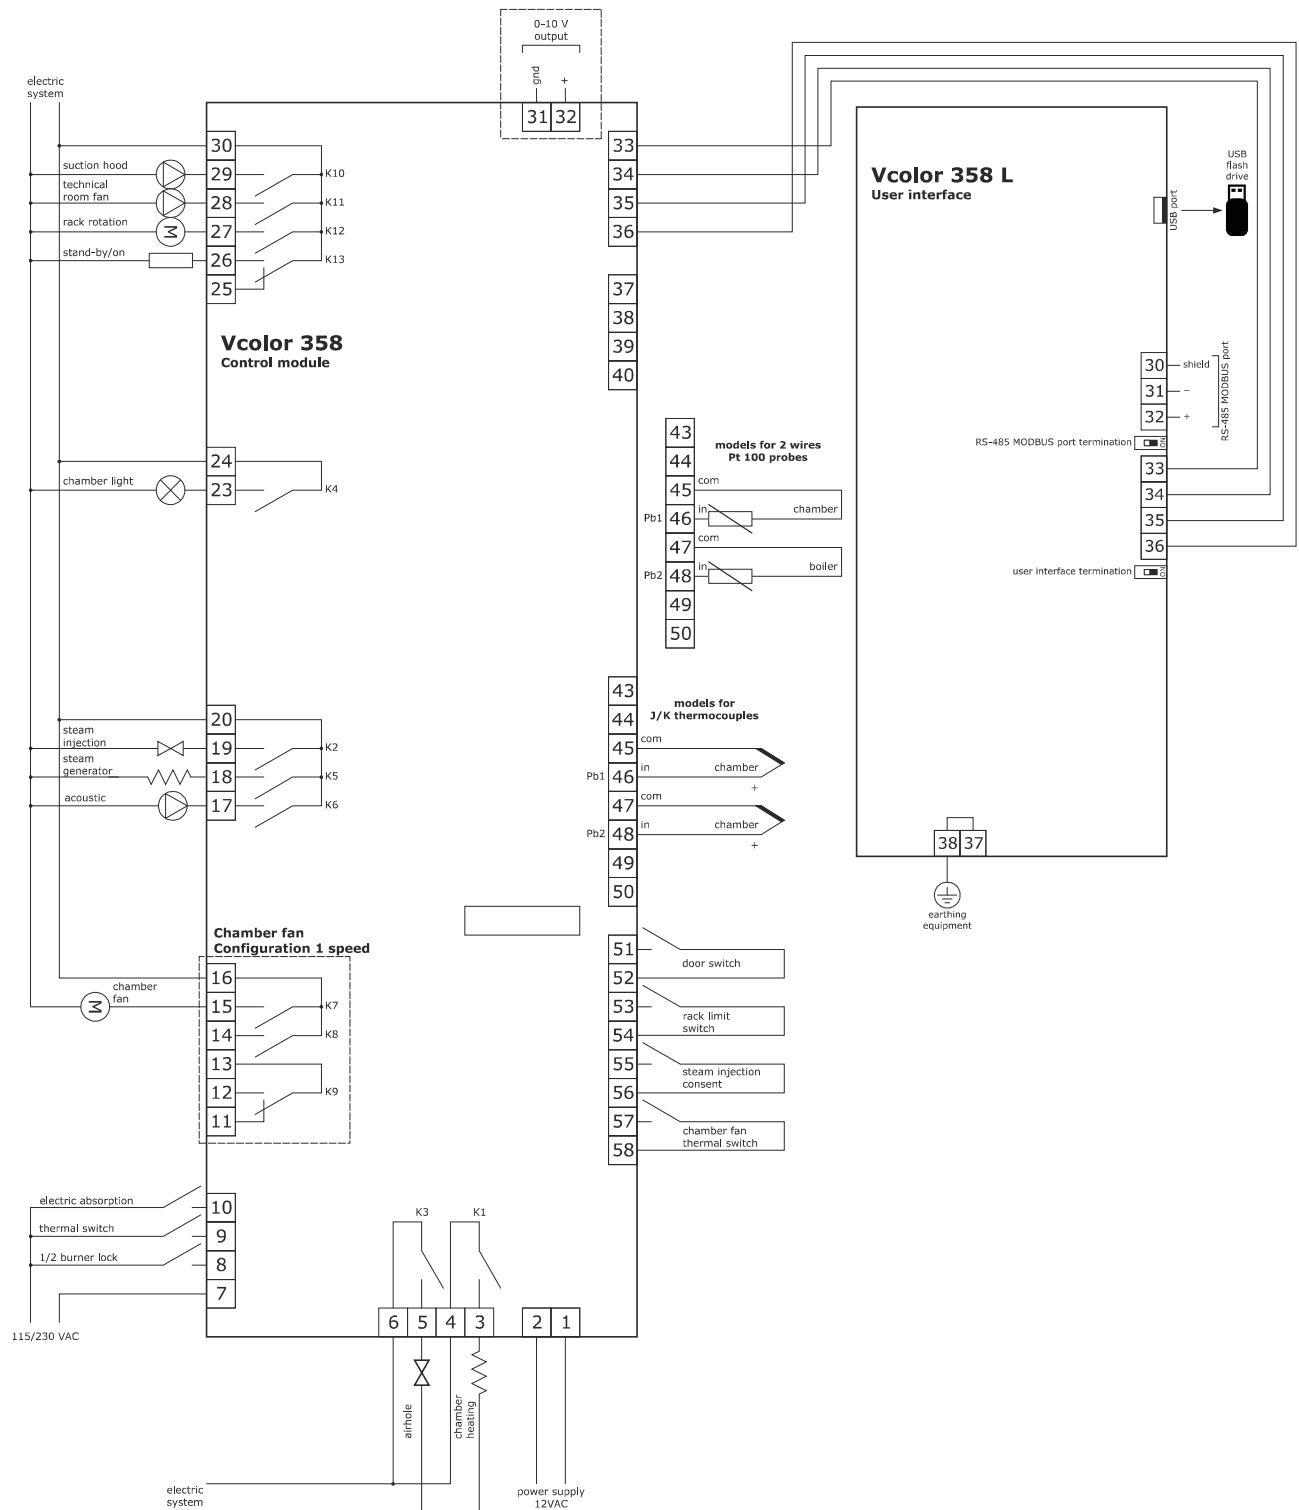 0-10 V
output
gnd
+
31 32
electric
system
30
suction hood
29
K10
technical
room fan
28
K11
rack rotation
M
27
K12
stand-by/on
26
K13
25
Vcolor 358
Control module
24
chamber light
23
K4
20
steam
injection
19
K2
steam
generator
18
K5
acoustic
17
K6
Chamber fan
Configuration 1 speed
16
chamber
fan
M
15
K7
14
K8
13
12
K9
11
electric absorption
10
thermal switch
9
1/2 burner lock
8
7
115/230 VAC
K3
K1
6 5 4 3 2 1
airhole
chamber
heating
electric
system
power supply
12VAC
33
34
35
36
37
38
39
40
43
44
models for 2 wires
Pt 100 probes
45
com
Pb1
46
in
chamber
47
com
Pb2
48
in
boiler
49
50
43
44
models for
J/K thermocouples
45
com
Pb1
46
in
chamber
+
47
com
Pb2
48
in
chamber
+
49
50
51
door switch
52
53
rack limit
switch
54
55
steam injection
consent
56
57
chamber fan
thermal switch
58
Vcolor 358 L
User interface
USB
flash
drive
USB port
30
shield
31
–
32
+
RS-485 MODBUS port
RS-485 MODBUS port termination
ON
33
34
35
36
user interface termination
ON
38 37
earthing
equipment